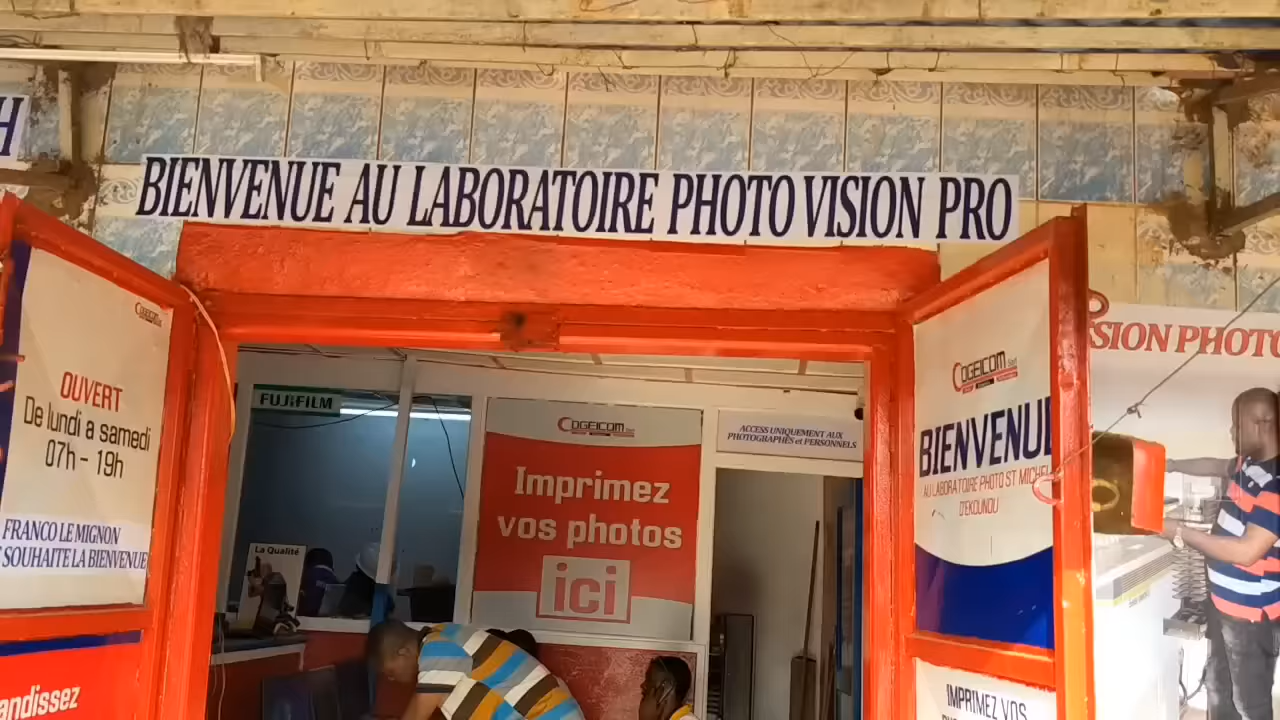 H
BIENVENUE AU LABORATOIRE PHOTO VISION PRO
COGEICOM
OUVERT
De lundi a samedi
07h - 19h
FRANCO LE MIGNON
SOUHAITE LA BIENVENUE
andissez
FUJIFILM
La Qualité
COGEICOM
Imprimez
vos photos
ici
ACCESS UNIQUEMENT AUX
PHOTOGRAPHES et PERSONNELS
COGEICOM Sarl
BIENVENU
AU LABORATOIRE PHOTO ST MICHEL
D'EKOUNOU
IMPRIMEZ VOS
SION PHOTO